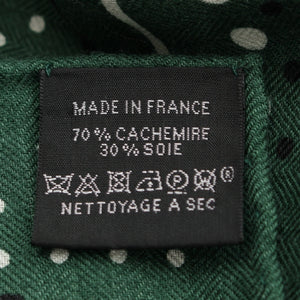 MADE IN FRANCE
70% CACHEMIRE
30% SOIE
®
NETTOYAGE A SEC